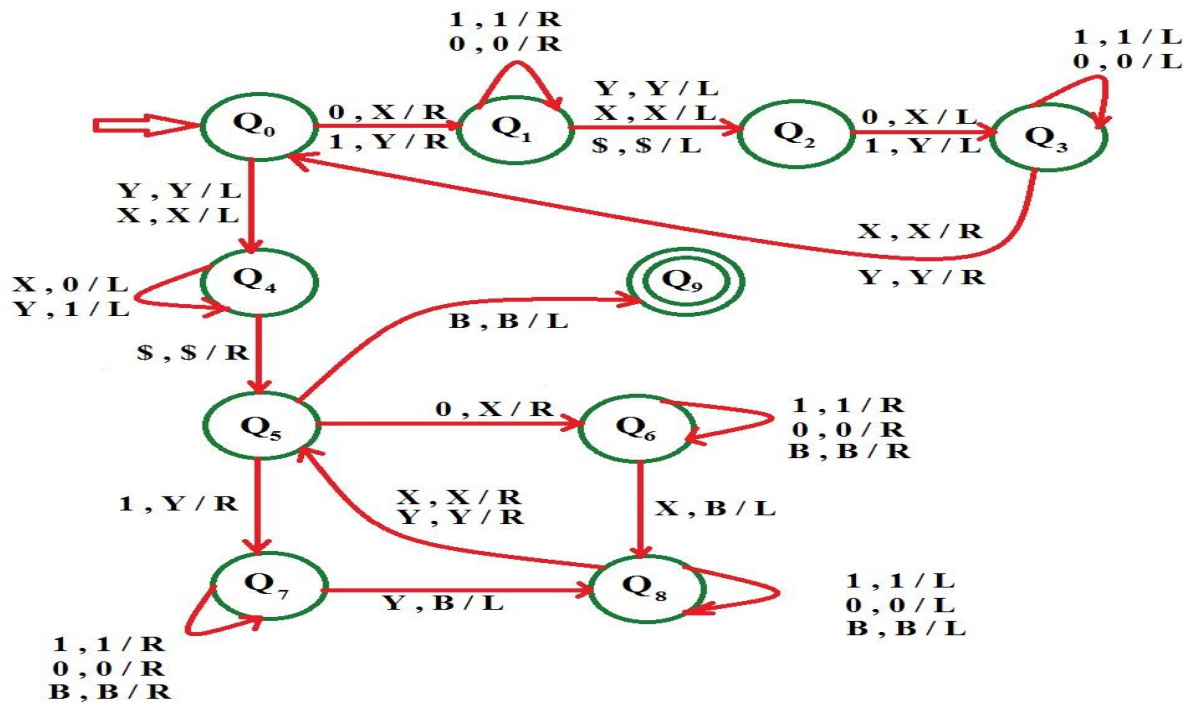 1 , 1 / R
0 , 0 / R
1 , 1 / L
0 , 0 / L
Q0
0 , X / R
1 , Y / R
Q1
Y , Y / L
X , X / L
$ , $ / L
Q2
0 , X / L
1 , Y / L
Q3
Y , Y / L
X , X / L
X , X / R
Y , Y / R
X , 0 / L
Y , 1 / L
Q4
Q9
B , B / L
$ , $ / R
Q5
0 , X / R
Q6
1 , 1 / R
0 , 0 / R
B , B / R
1 , Y / R
X , X / R
Y , Y / R
X , B / L
Q7
Y , B / L
Q8
1 , 1 / L
0 , 0 / L
B , B / L
1 , 1 / R
0 , 0 / R
B , B / R